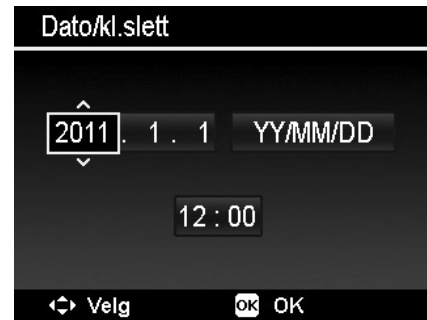 Dato/kl.slett
2011 . 1 . 1 YY/MM/DD
12 : 00
Velg OK OK